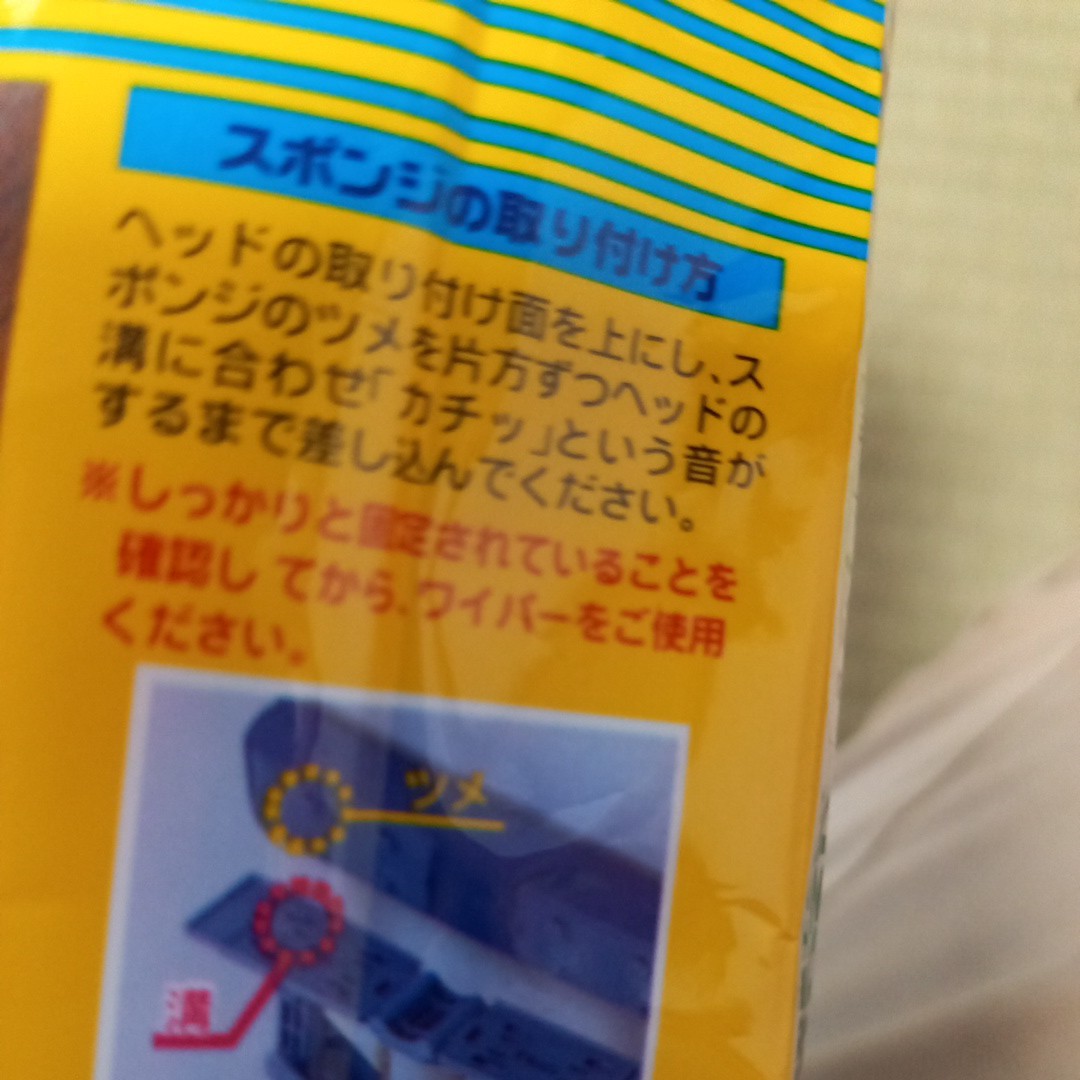 スポンジの取り付け方
ヘッドの取り付け面を上にし、ス
ポンジのツメを片方ずつヘッドの
溝に合わせ「カチッ」という音が
するまで差し込んでください。
※しっかりと固定されていることを
確認し てから、ワイパーをご使用
ください。
ツメ
溝